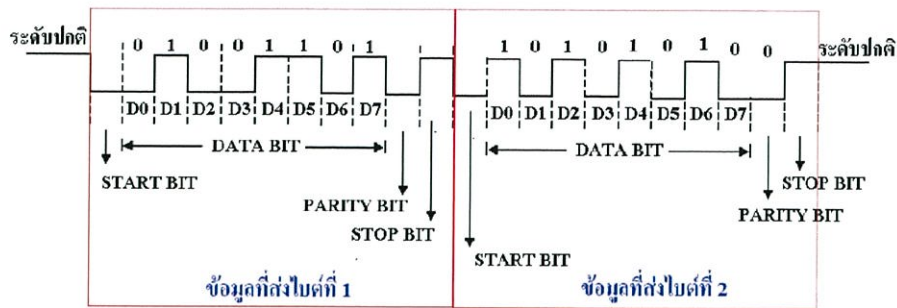 ระดับปกติ
0 1 0 0 1 1 0 1
1 0 1 0 1 0 1 0 0
ระดับปกติ
D0 D1 D2 D3 D4 D5 D6 D7
D0 D1 D2 D3 D4 D5 D6 D7
DATA BIT
DATA BIT
START BIT
STOP BIT
PARITY BIT
PARITY BIT
STOP BIT
START BIT
ข้อมูลที่ส่งไบต์ที่ 1
ข้อมูลที่ส่งไบต์ที่ 2